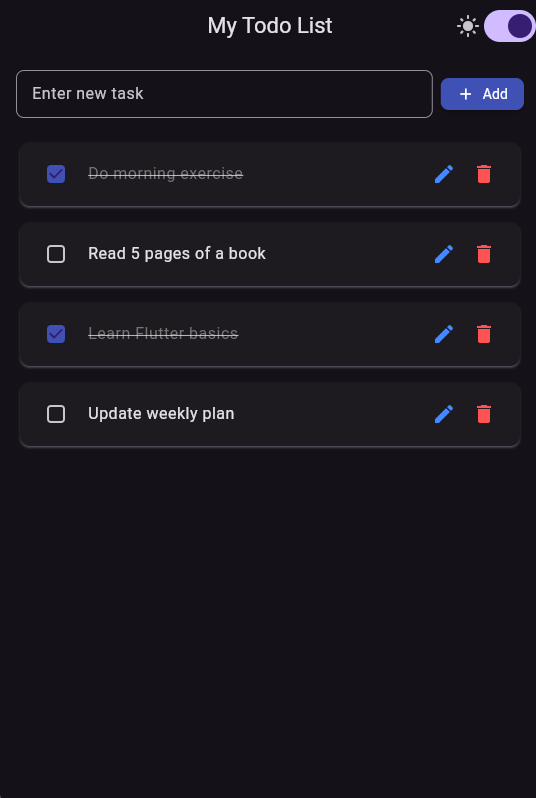 My Todo List
Enter new task
Add
Do morning exercise
Read 5 pages of a book
Learn Flutter basics
Update weekly plan